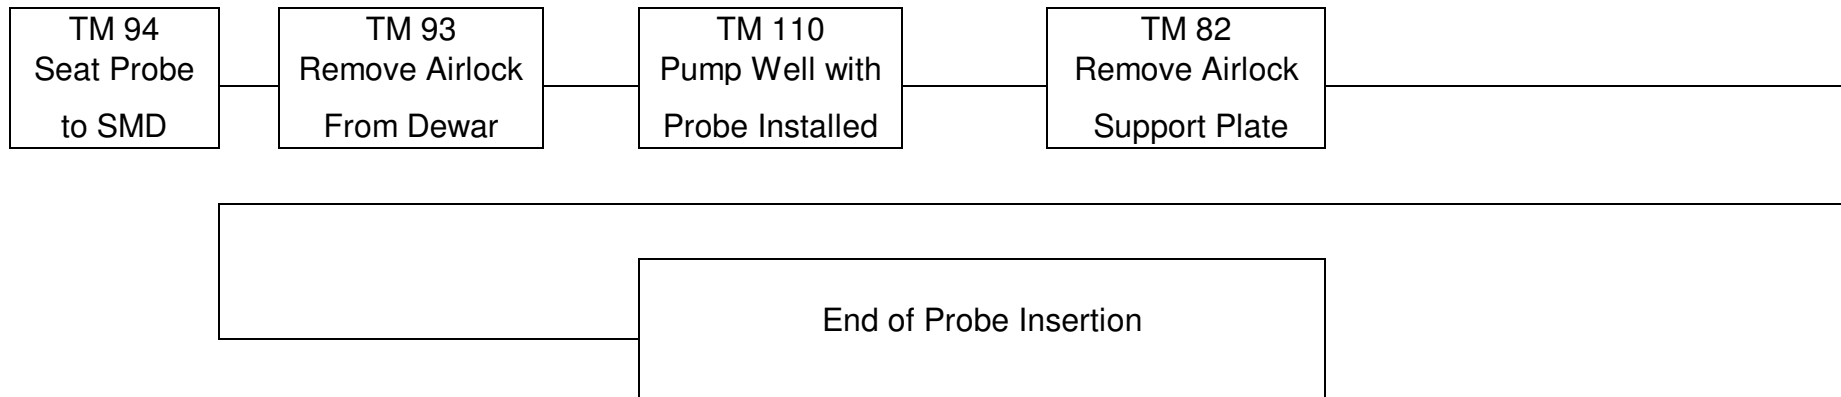 TM 94
Seat Probe
to SMD
TM 93
Remove Airlock
From Dewar
TM 110
Pump Well with
Probe Installed
TM 82
Remove Airlock
Support Plate
End of Probe Insertion